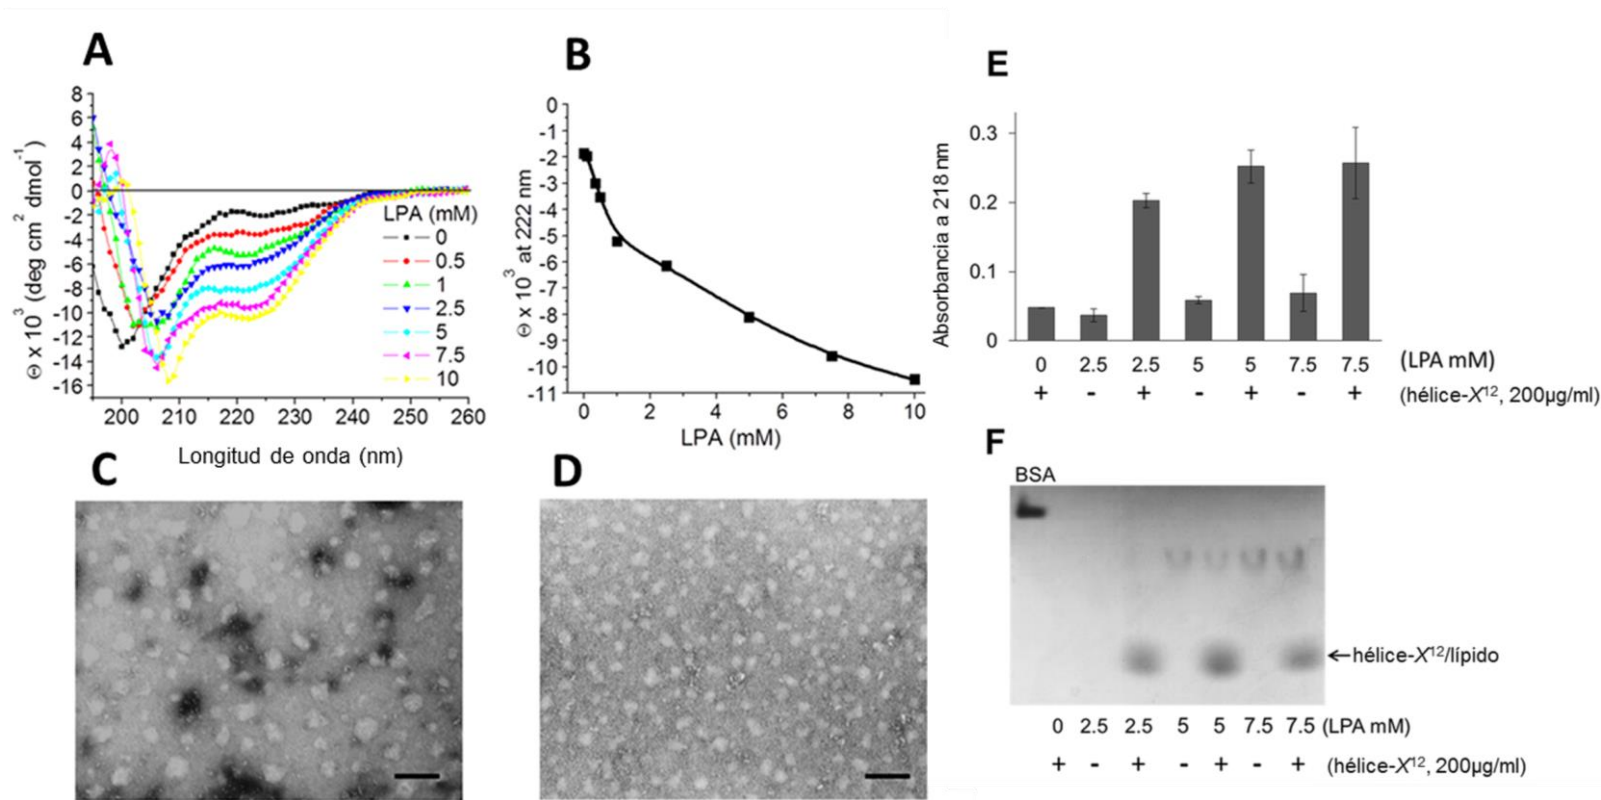 A
Θ x 10³ (deg cm² dmol⁻¹)
8
6
4
2
0
-2
-4
-6
-8
-10
-12
-14
-16
LPA (mM)
0
0.5
1
2.5
5
7.5
10
200 210 220 230 240 250 260
Longitud de onda (nm)
B
Θ x 10³ at 222 nm
0
-1
-2
-3
-4
-5
-6
-7
-8
-9
-10
-11
0 2 4 6 8 10
LPA (mM)
C
D
E
Absorbancia a 218 nm
0.3
0.2
0.1
0
0 2.5 2.5 5 5 7.5 7.5 (LPA mM)
+ - + - + - + (hélice-X¹², 200µg/ml)
F
BSA
←hélice-X¹²/lípido
0 2.5 2.5 5 5 7.5 7.5 (LPA mM)
+ - + - + - + (hélice-X¹², 200µg/ml)